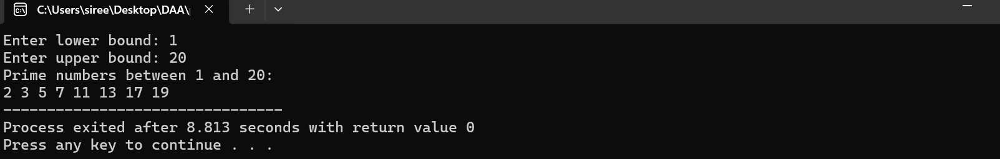 C:\Users\siree\Desktop\DAA\
Enter lower bound: 1
Enter upper bound: 20
Prime numbers between 1 and 20:
2 3 5 7 11 13 17 19
--------------------------------
Process exited after 8.813 seconds with return value 0
Press any key to continue . . .